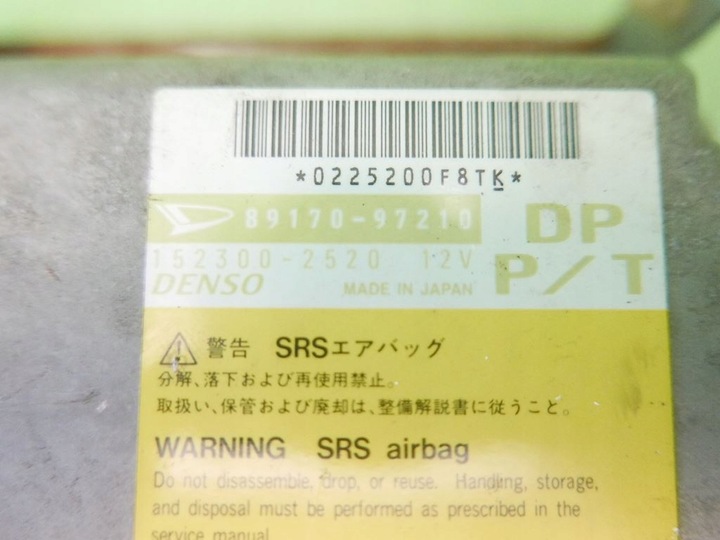 *0225200F8TK*
89170-97210 DP
152300-2520 12V P/T
DENSO MADE IN JAPAN
警告 SRSエアバッグ
分解、落下および再使用禁止。
取扱い、保管および廃却は、整備解説書に従うこと。
WARNING SRS airbag
Do not disassemble, drop, or reuse. Handling, storage,
and disposal must be performed as prescribed in the
service manual.